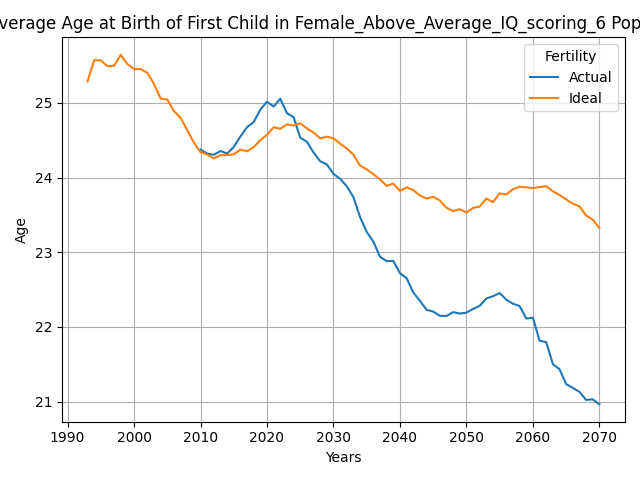 verage Age at Birth of First Child in Female_Above_Average_IQ_scoring_6 Pop
Fertility
Actual
Ideal
Age
25
24
23
22
21
1990
2000
2010
2020
2030
2040
2050
2060
2070
Years